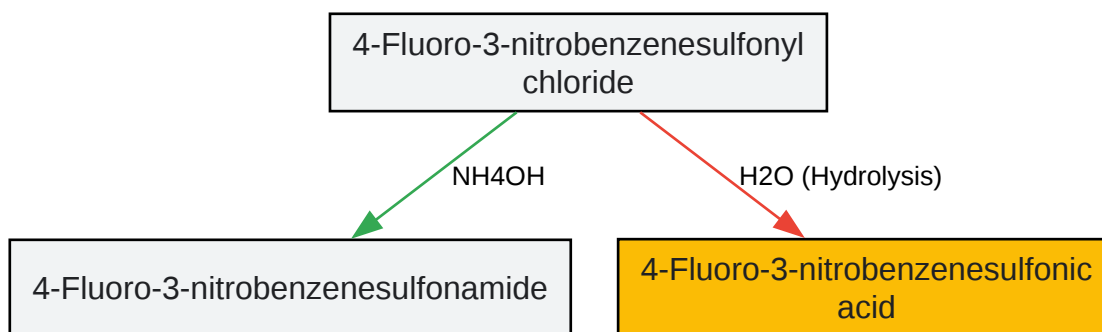 4-Fluoro-3-nitrobenzenesulfonyl
chloride
NH4OH
H2O (Hydrolysis)
4-Fluoro-3-nitrobenzenesulfonamide
4-Fluoro-3-nitrobenzenesulfonic
acid